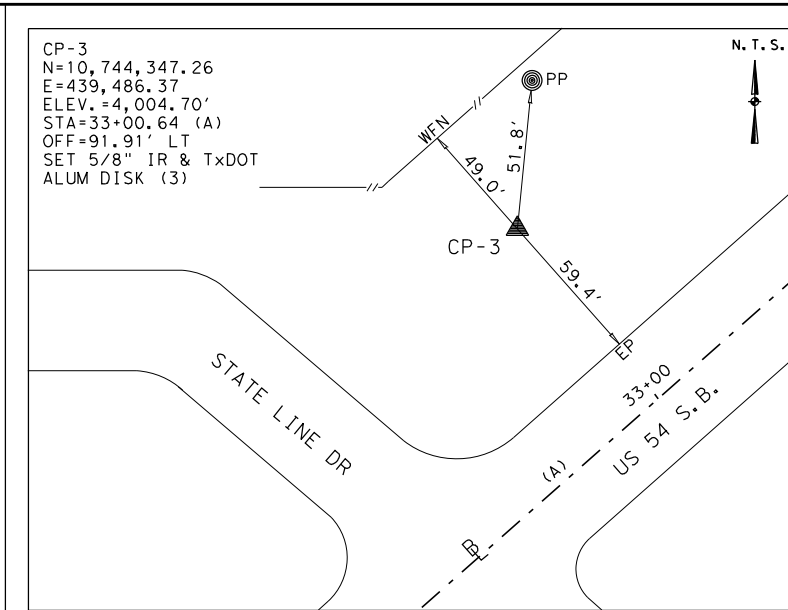 CP-3
N=10,744,347.26
E=439,486.37
ELEV.=4,004.70'
STA=33+00.64 (A)
OFF=91.91' LT
SET 5/8" IR & TxDOT
ALUM DISK (3)
N.T.S.
PP
WFN
51.8'
49.0'
CP-3
59.4'
EP
STATE LINE DR
33+00
US 54 S.B.
(A)
BL